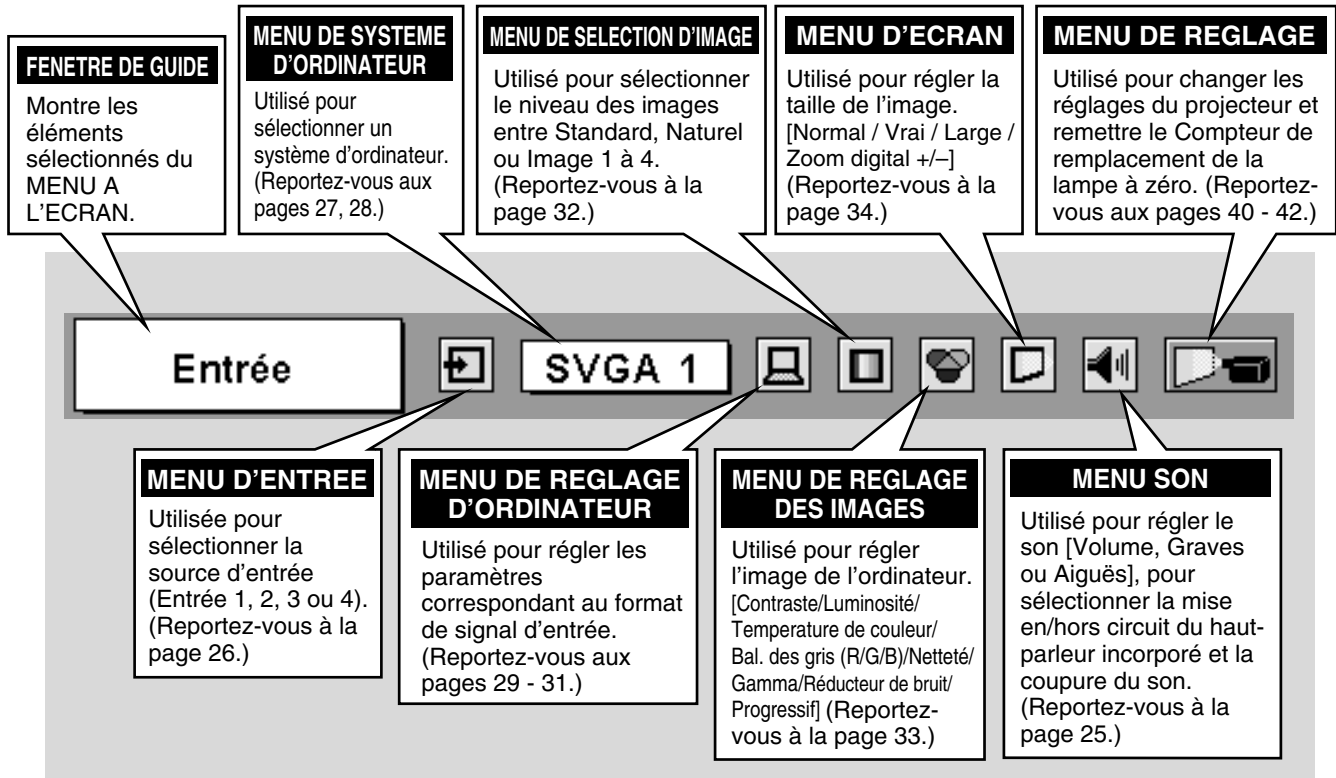 FENETRE DE GUIDE
Montre les
éléments
sélectionnés du
MENU A
L'ECRAN.
MENU DE SYSTEME
D'ORDINATEUR
Utilisé pour
sélectionner un
système d'ordinateur.
(Reportez-vous aux
pages 27, 28.)
MENU DE SELECTION D'IMAGE
Utilisé pour sélectionner
le niveau des images
entre Standard, Naturel
ou Image 1 à 4.
(Reportez-vous à la
page 32.)
MENU D'ECRAN
Utilisé pour régler la
taille de l'image.
[Normal / Vrai / Large /
Zoom digital +/–]
(Reportez-vous à la
page 34.)
MENU DE REGLAGE
Utilisé pour changer les
réglages du projecteur et
remettre le Compteur de
remplacement de la
lampe à zéro. (Reportez-
vous aux pages 40 - 42.)
Entrée
SVGA 1
MENU D'ENTREE
Utilisée pour
sélectionner la
source d'entrée
(Entrée 1, 2, 3 ou 4).
(Reportez-vous à la
page 26.)
MENU DE REGLAGE
D'ORDINATEUR
Utilisé pour régler les
paramètres
correspondant au format
de signal d'entrée.
(Reportez-vous aux
pages 29 - 31.)
MENU DE REGLAGE
DES IMAGES
Utilisé pour régler
l'image de l'ordinateur.
[Contraste/Luminosité/
Temperature de couleur/
Bal. des gris (R/G/B)/Netteté/
Gamma/Réducteur de bruit/
Progressif] (Reportez-
vous à la page 33.)
MENU SON
Utilisé pour régler le
son [Volume, Graves
ou Aiguës], pour
sélectionner la mise
en/hors circuit du haut-
parleur incorporé et la
coupure du son.
(Reportez-vous à la
page 25.)